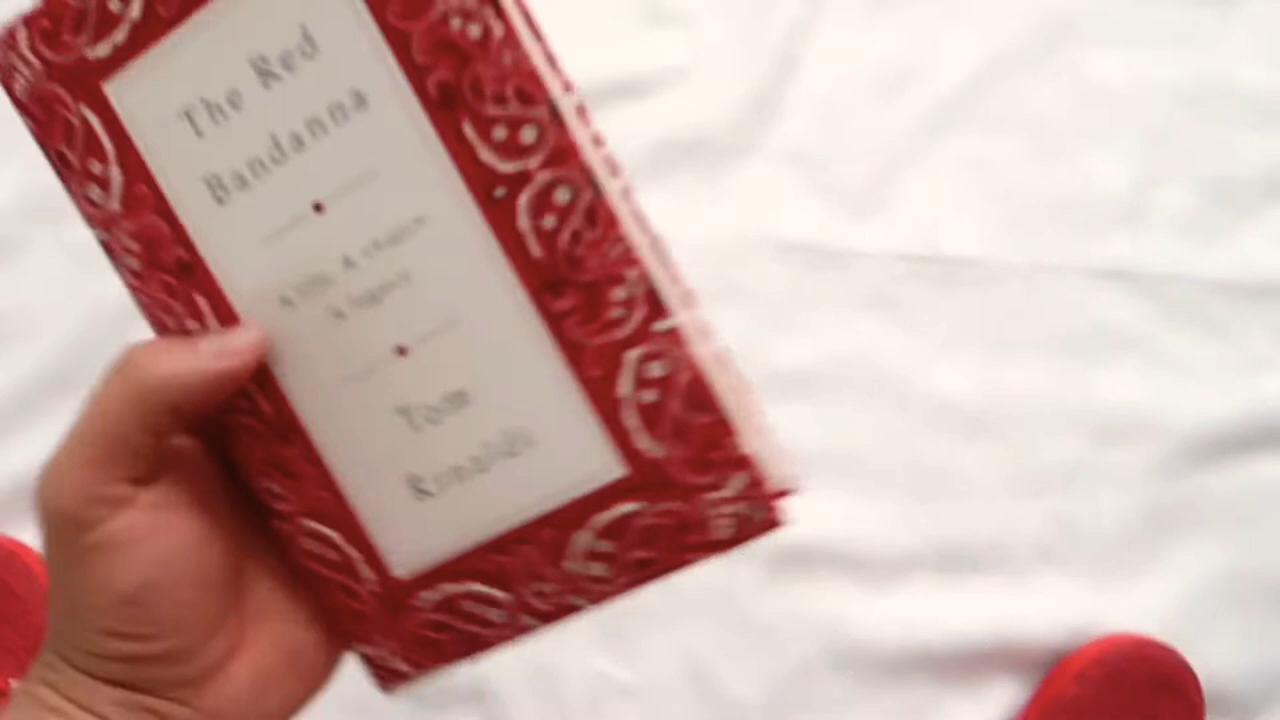 The Red
Bandanna
A life. A choice.
A legacy.
Tom
Rinaldi